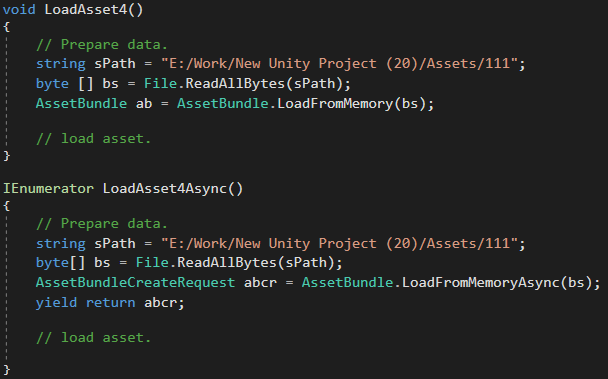 void LoadAsset4()
{
    // Prepare data.
    string sPath = "E:/Work/New Unity Project (20)/Assets/111";
    byte [] bs = File.ReadAllBytes(sPath);
    AssetBundle ab = AssetBundle.LoadFromMemory(bs);

    // load asset.
}

IEnumerator LoadAsset4Async()
{
    // Prepare data.
    string sPath = "E:/Work/New Unity Project (20)/Assets/111";
    byte[] bs = File.ReadAllBytes(sPath);
    AssetBundleCreateRequest abcr = AssetBundle.LoadFromMemoryAsync(bs);
    yield return abcr;

    // load asset.

}